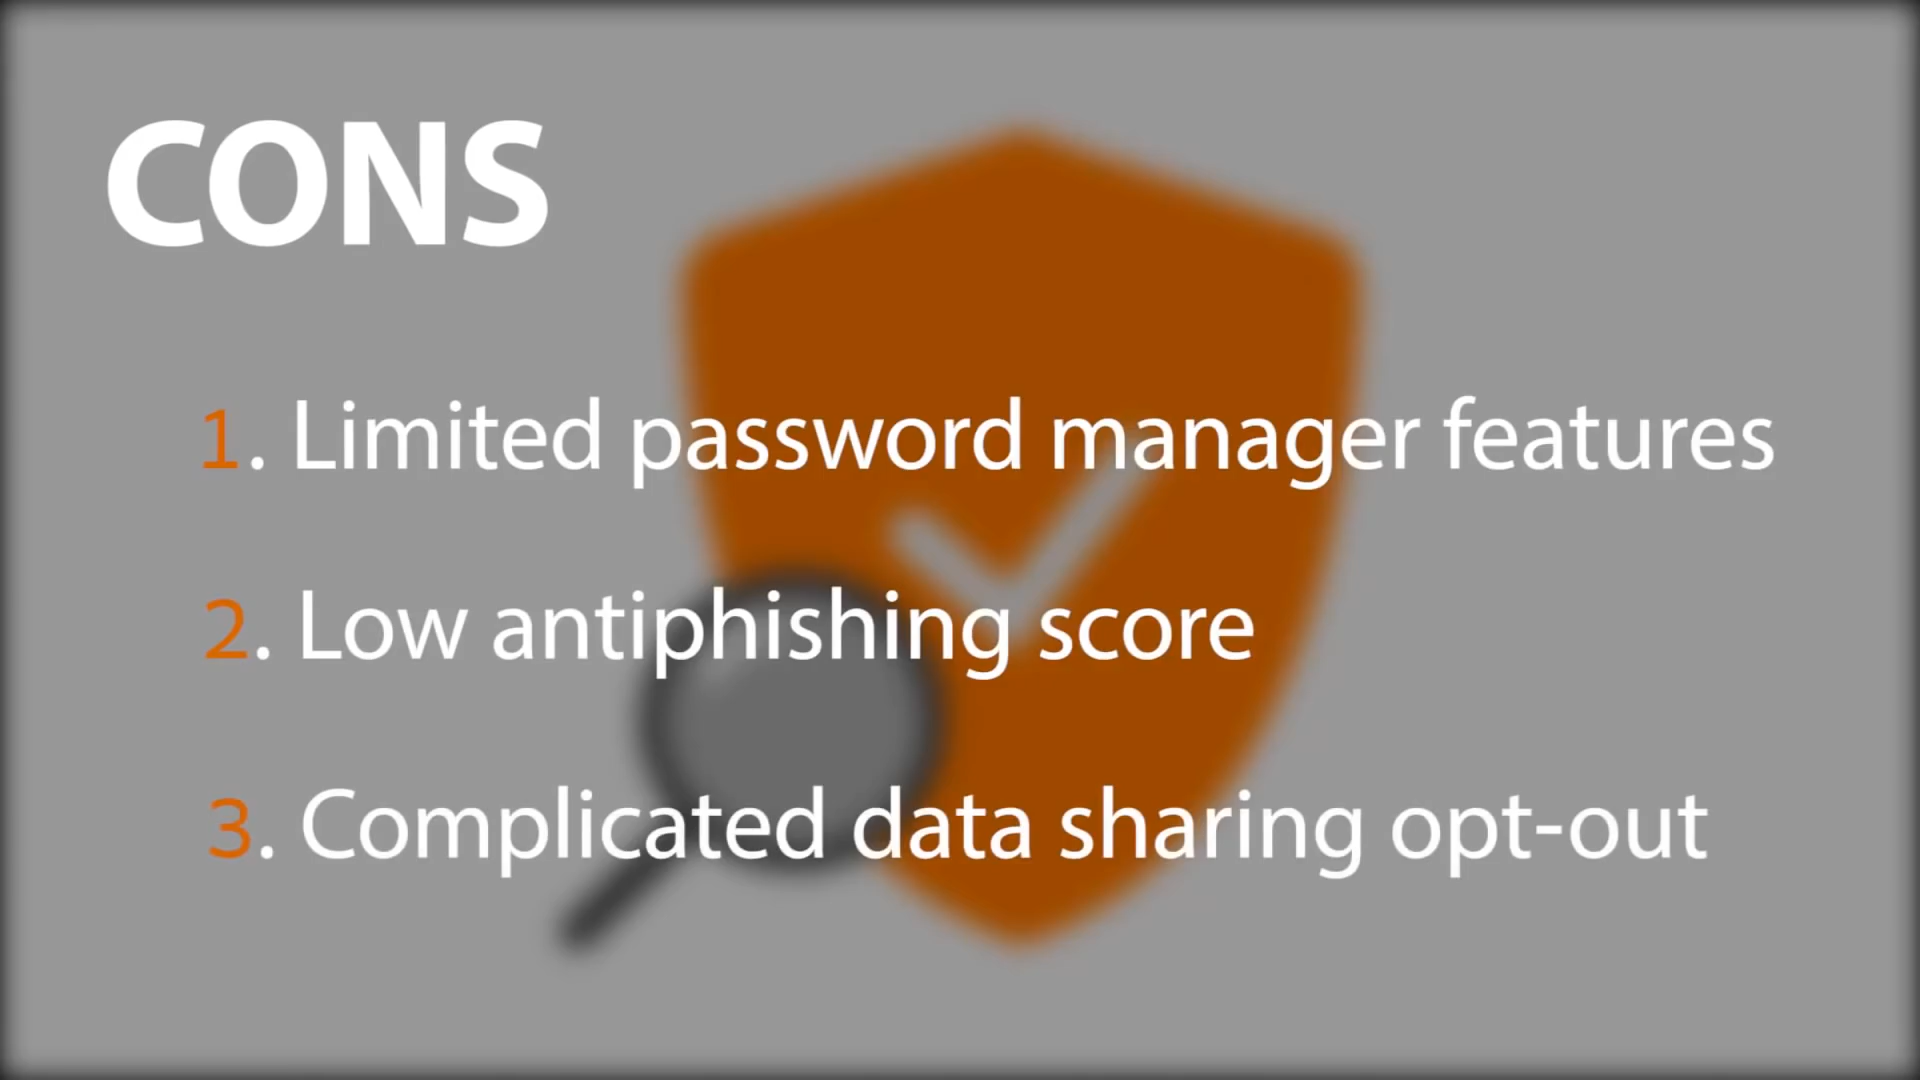 CONS
1. Limited password manager features
2. Low antiphishing score
3. Complicated data sharing opt-out